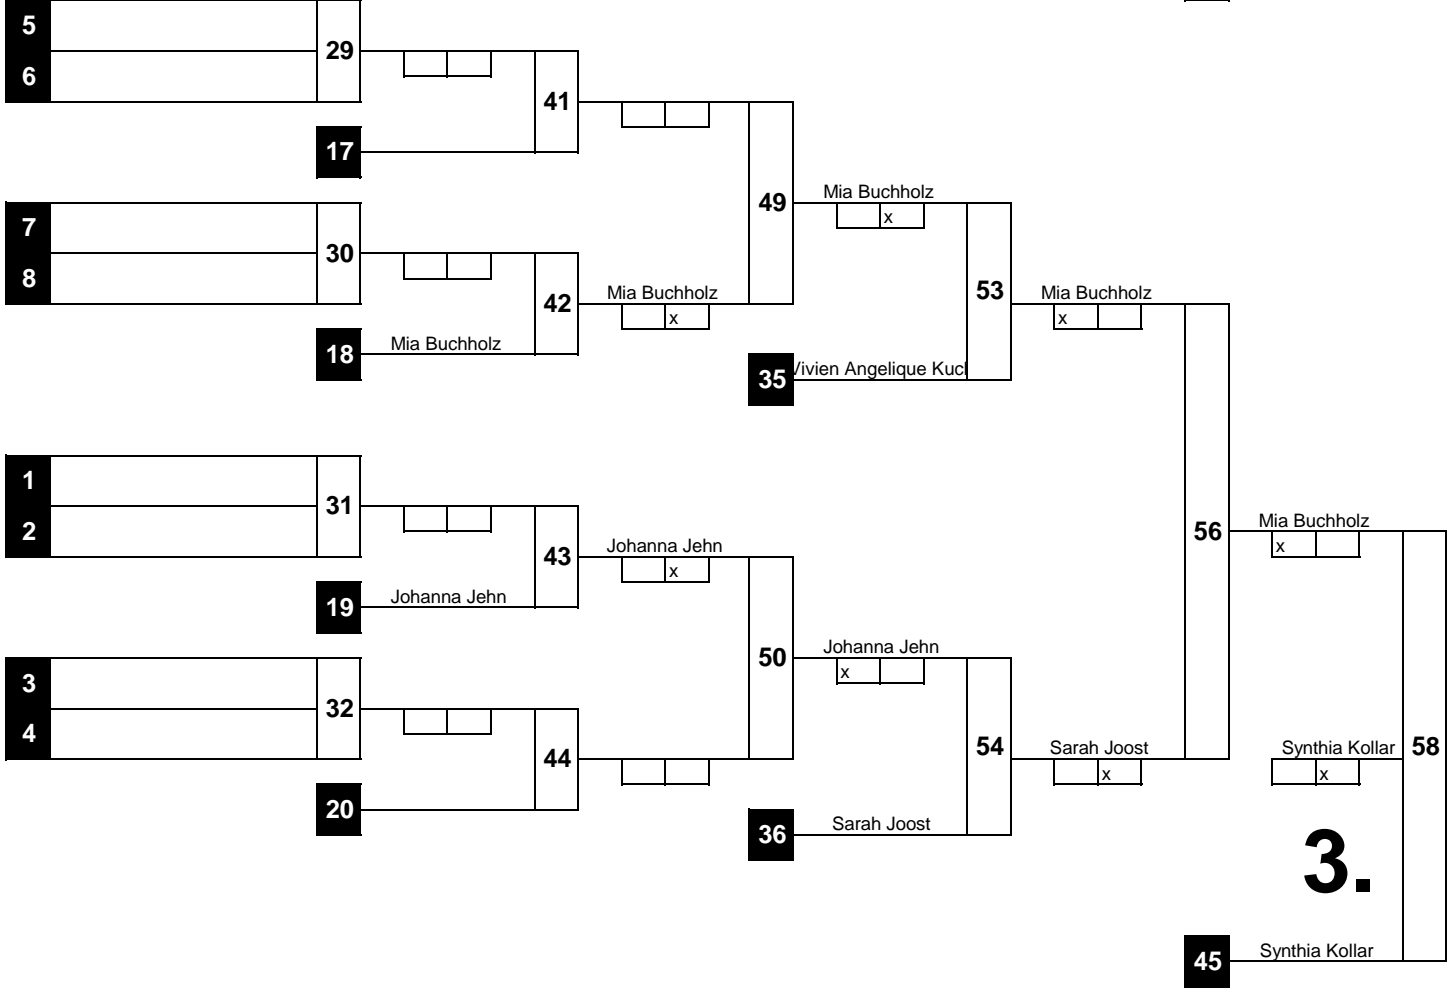 5
29
6
41
17
Mia Buchholz
49
x
7
30
8
Mia Buchholz
42
53
Mia Buchholz
x
x
Mia Buchholz
18
35
Vivien Angelique Kuc
1
31
2
Mia Buchholz
56
x
Johanna Jehn
43
x
Johanna Jehn
19
Johanna Jehn
50
x
3
32
4
54
Sarah Joost
Synthia Kollar
58
44
x
x
20
Sarah Joost
36
3.
Synthia Kollar
45